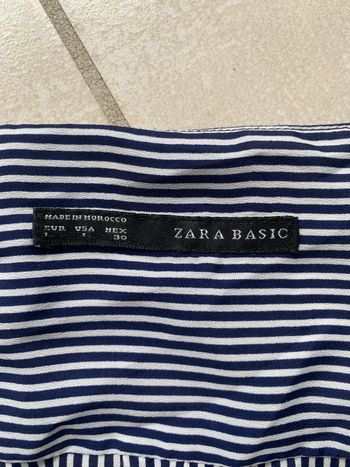 MADE IN MOROCCO
EUR USA MEX
L L 30
ZARA BASIC